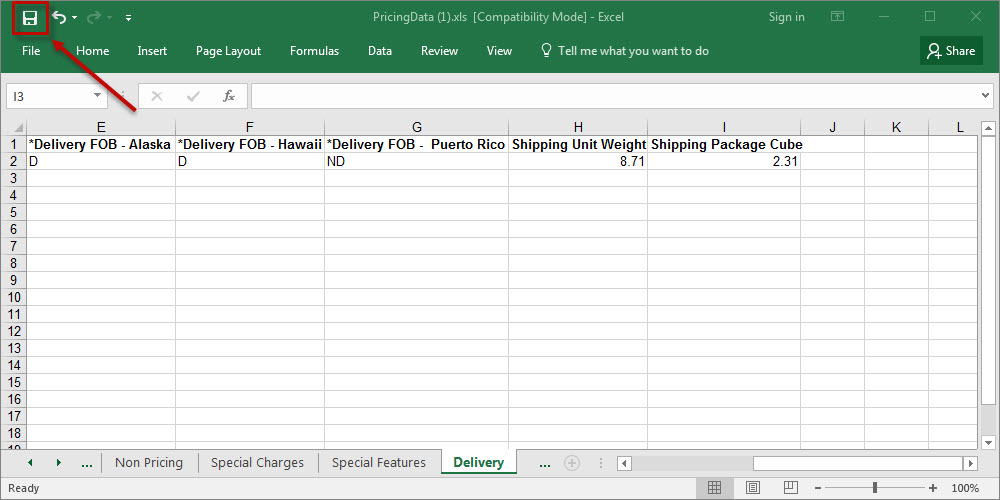 PricingData (1).xls [Compatibility Mode] - Excel Sign in
File Home Insert Page Layout Formulas Data Review View Tell me what you want to do Share
I3 fx
E F G H I J K L
1 *Delivery FOB - Alaska *Delivery FOB - Hawaii *Delivery FOB - Puerto Rico Shipping Unit Weight Shipping Package Cube
2 D D ND 8.71 2.31
3
4
5
6
7
8
9
10
11
12
13
14
15
16
17
18
19
... Non Pricing Special Charges Special Features Delivery ...
Ready 100%